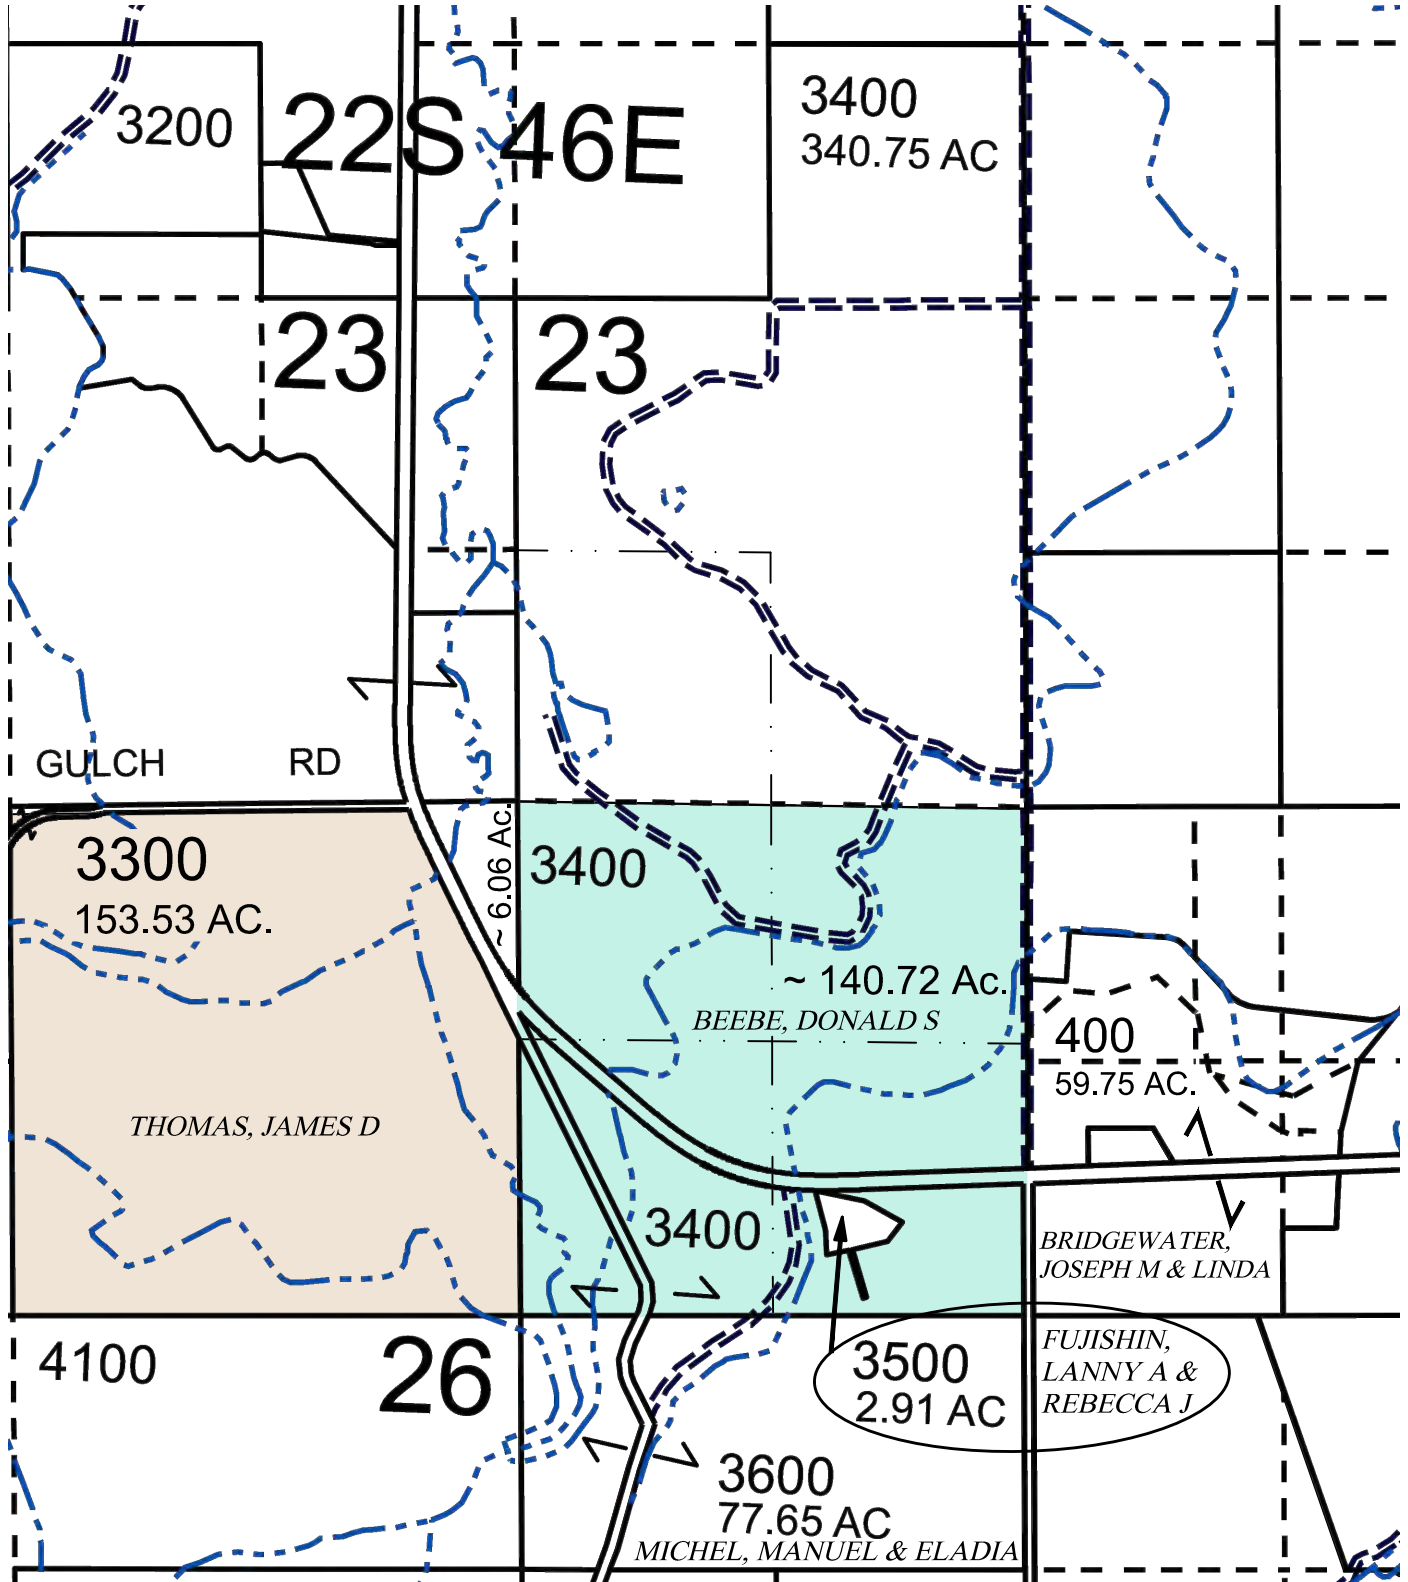 3200
22S 46E
3400
340.75 AC
23
23
GULCH RD
3300
153.53 AC.
~ 6.06 Ac.
3400
~ 140.72 Ac.
BEEBE, DONALD S
400
59.75 AC.
THOMAS, JAMES D
3400
BRIDGEWATER,
JOSEPH M & LINDA
4100
26
3500
2.91 AC
FUJISHIN,
LANNY A &
REBECCA J
3600
77.65 AC
MICHEL, MANUEL & ELADIA